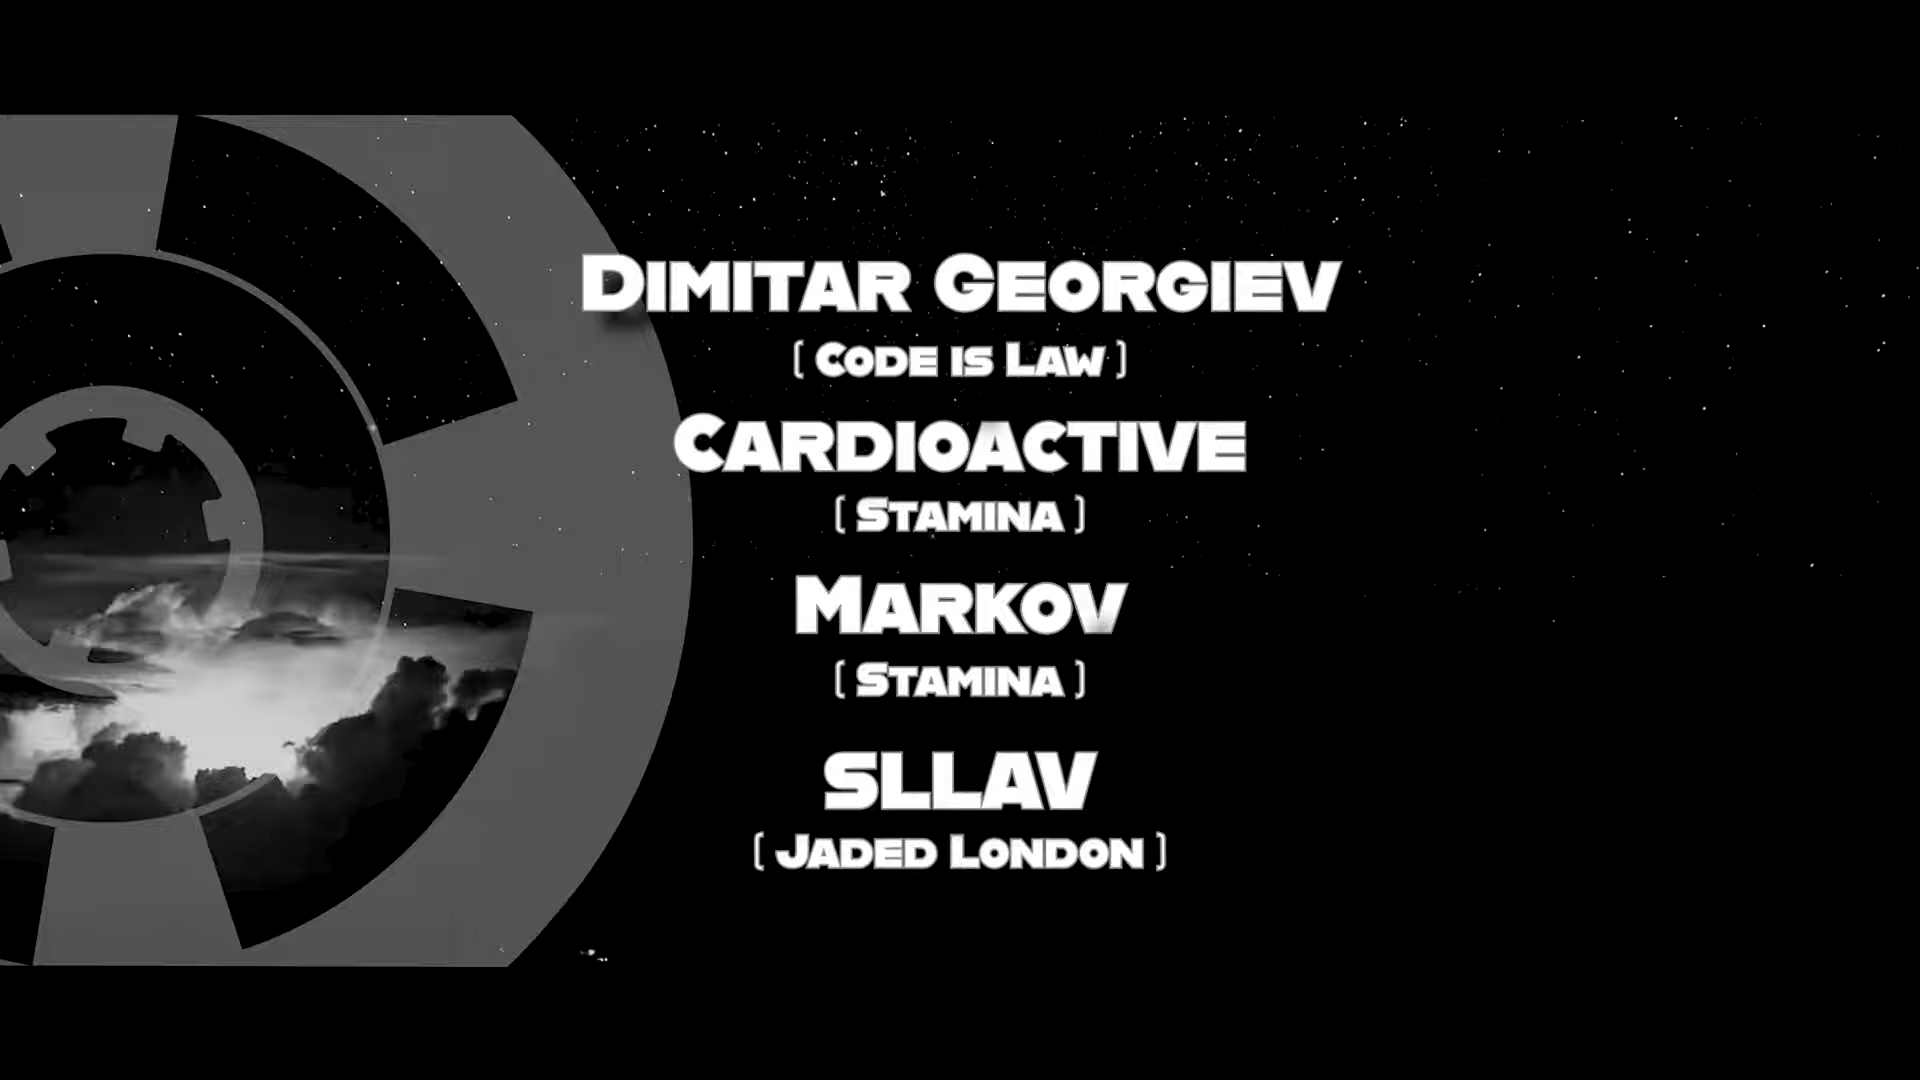 Dimitar Georgiev
( Code is Law )
Cardioactive
( Stamina )
Markov
( Stamina )
SLLAV
( Jaded London )